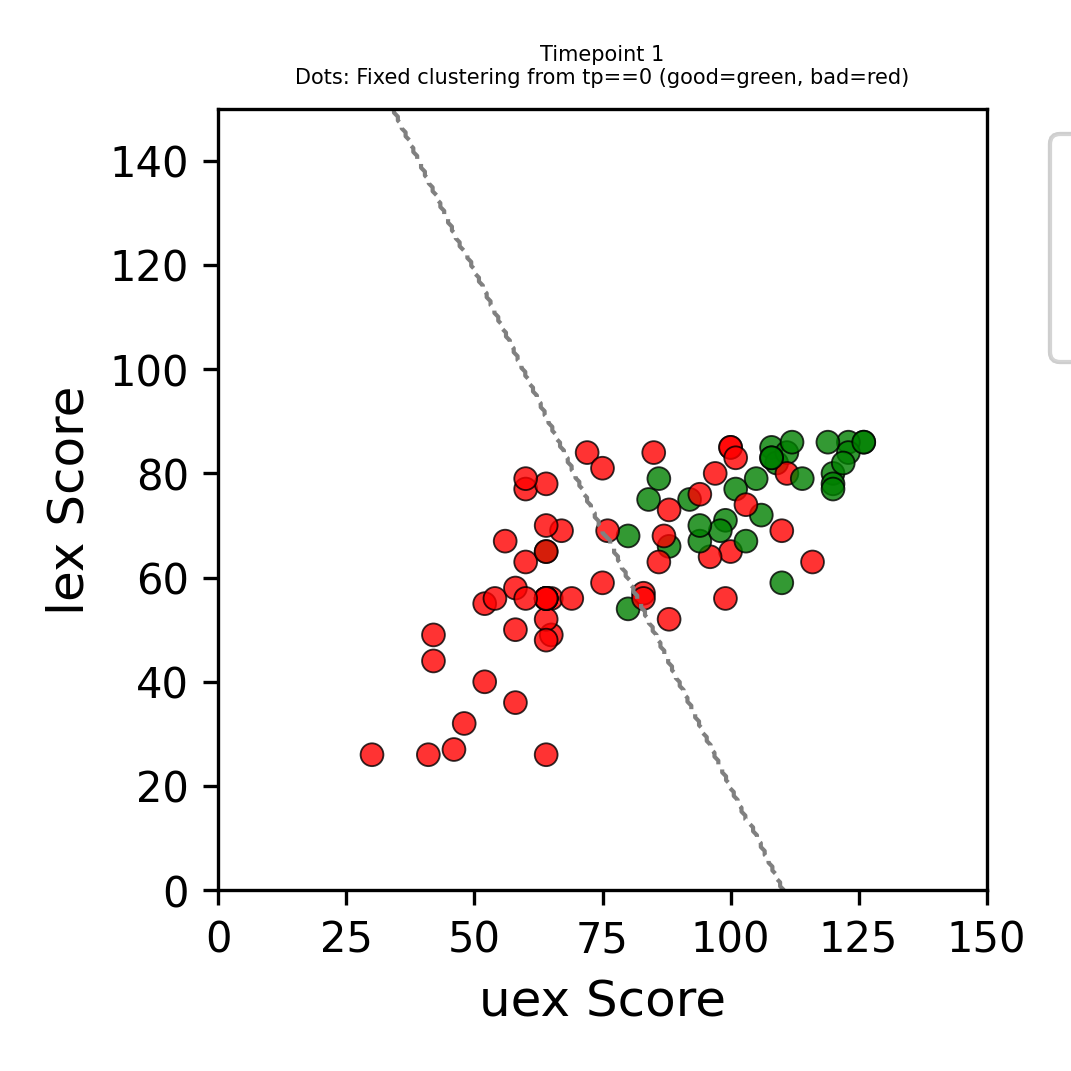 Timepoint 1
Dots: Fixed clustering from tp==0 (good=green, bad=red)
140
120
100
80
60
40
20
0
lex Score
0 25 50 75 100 125 150
uex Score